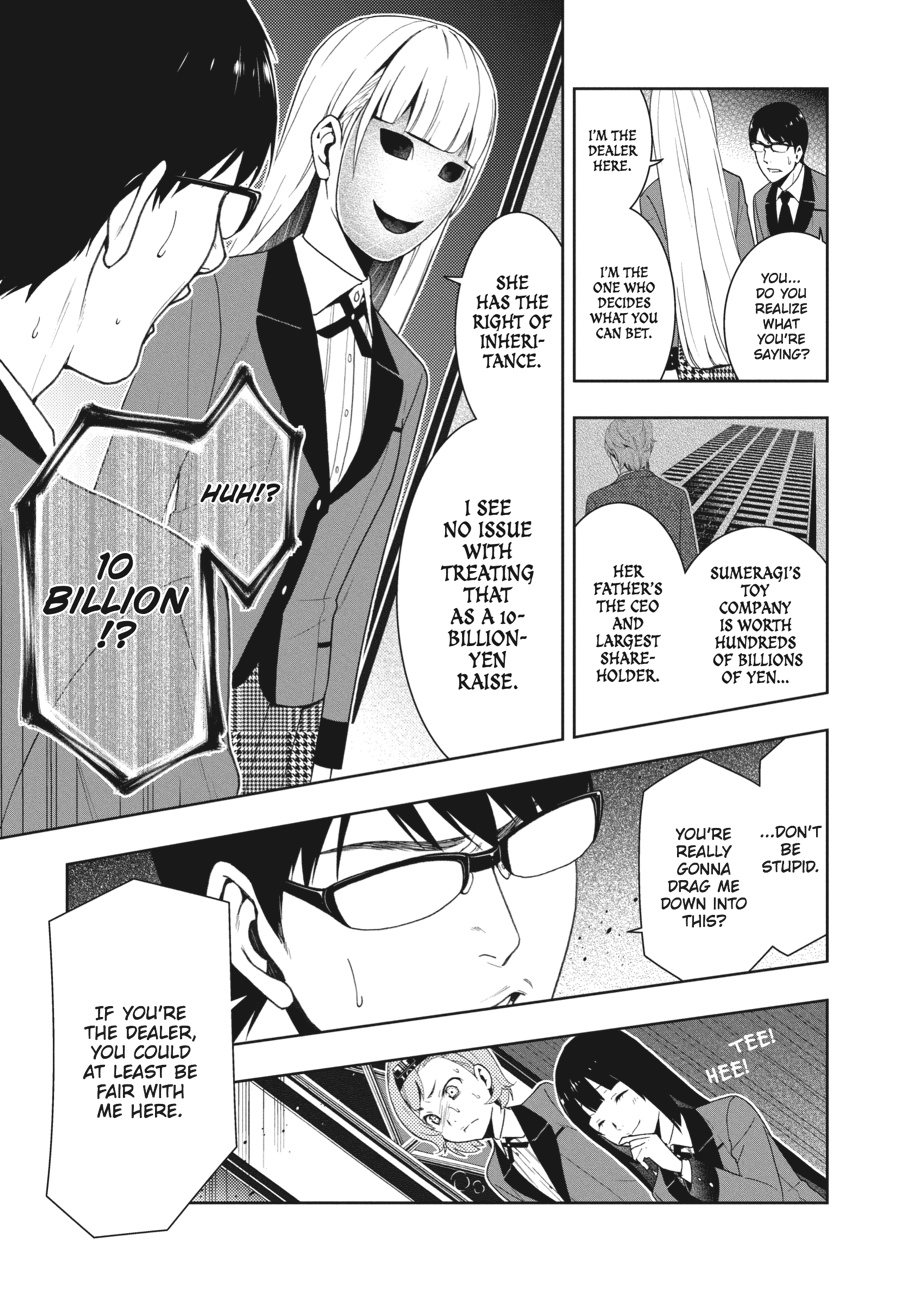 YOU...
DO YOU
REALIZE
WHAT
YOU'RE
SAYING?
I'M THE
DEALER
HERE.
I'M THE
ONE WHO
DECIDES
WHAT YOU
CAN BET.
SUMERAGI'S
TOY
COMPANY
IS WORTH
HUNDREDS
OF BILLIONS
OF YEN...
HER
FATHER'S
THE CEO
AND
LARGEST
SHARE-
HOLDER.
SHE
HAS THE
RIGHT OF
INHERI-
TANCE.
I SEE
NO ISSUE
WITH
TREATING
THAT
AS A 10-
BILLION-
YEN
RAISE.
HUH!?
10
BILLION
!?
...DON'T
BE
STUPID.
YOU'RE
REALLY
GONNA
DRAG ME
DOWN INTO
THIS?
IF YOU'RE
THE DEALER,
YOU COULD
AT LEAST BE
FAIR WITH
ME HERE.
TEE!
HEE!